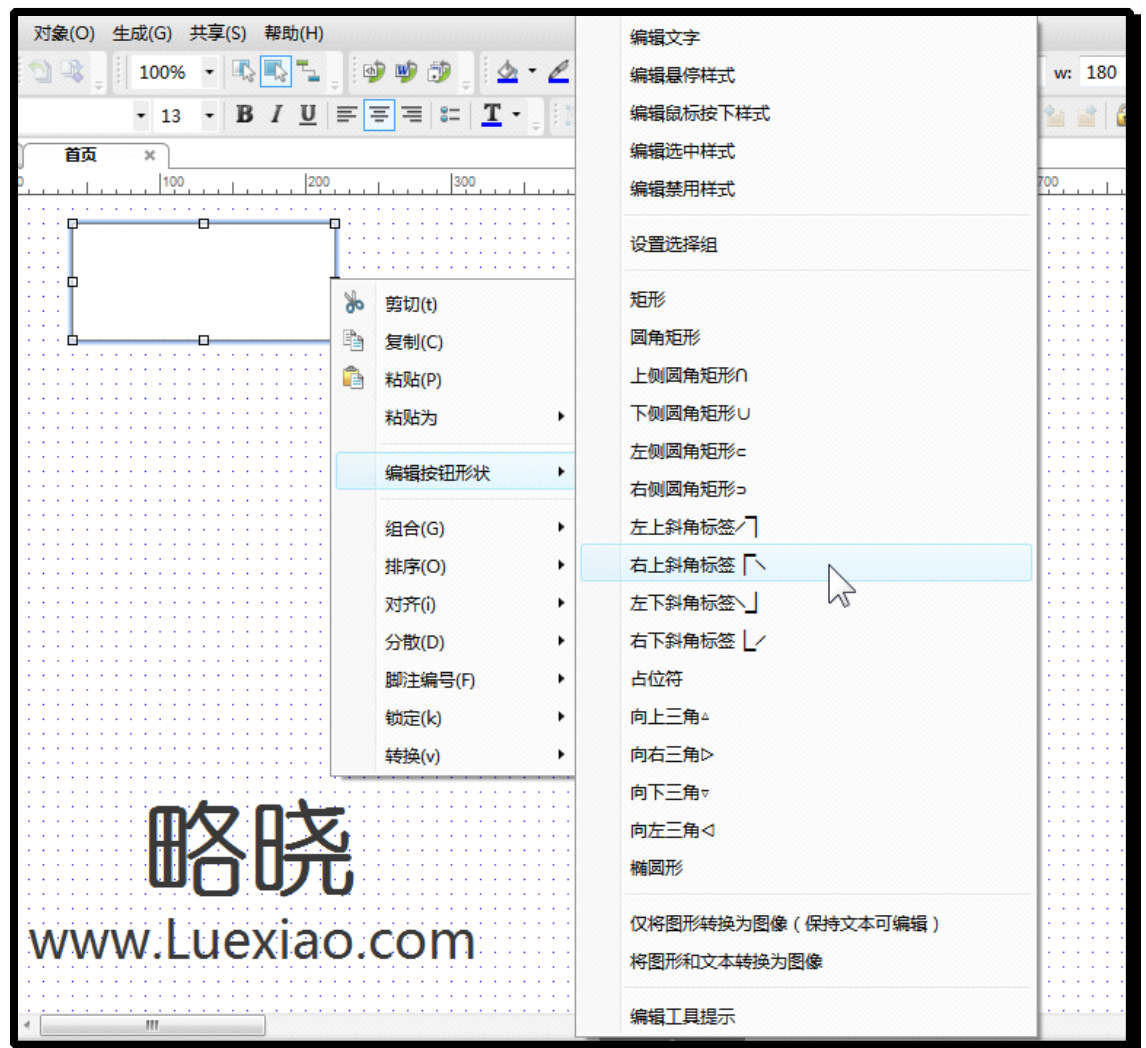 对象(O) 生成(G) 共享(S) 帮助(H)
100% w: 180
13 B I U T
首页
0 100 200 300 700
剪切(t)
复制(C)
粘贴(P)
粘贴为
编辑按钮形状
组合(G)
排序(O)
对齐(i)
分散(D)
脚注编号(F)
锁定(k)
转换(v)
编辑文字
编辑悬停样式
编辑鼠标按下样式
编辑选中样式
编辑禁用样式
设置选择组
矩形
圆角矩形
上侧圆角矩形∩
下侧圆角矩形∪
左侧圆角矩形⊂
右侧圆角矩形⊃
左上斜角标签
右上斜角标签
左下斜角标签
右下斜角标签
占位符
向上三角▵
向右三角▷
向下三角▿
向左三角◁
椭圆形
仅将图形转换为图像（保持文本可编辑）
将图形和文本转换为图像
编辑工具提示
略晓
www.Luexiao.com